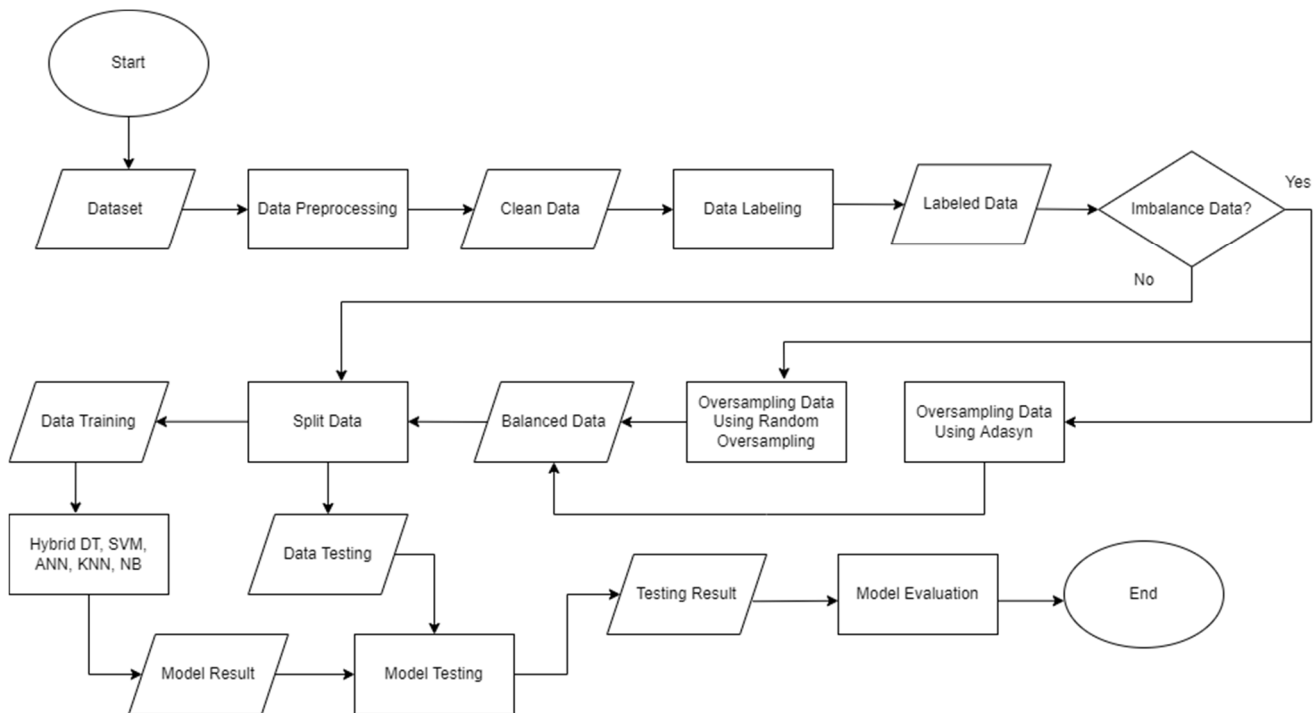 Start
Dataset
Data Preprocessing
Clean Data
Data Labeling
Labeled Data
Imbalance Data?
Yes
No
Data Training
Split Data
Balanced Data
Oversampling Data
Using Random
Oversampling
Oversampling Data
Using Adasyn
Hybrid DT, SVM,
ANN, KNN, NB
Data Testing
Testing Result
Model Evaluation
End
Model Result
Model Testing